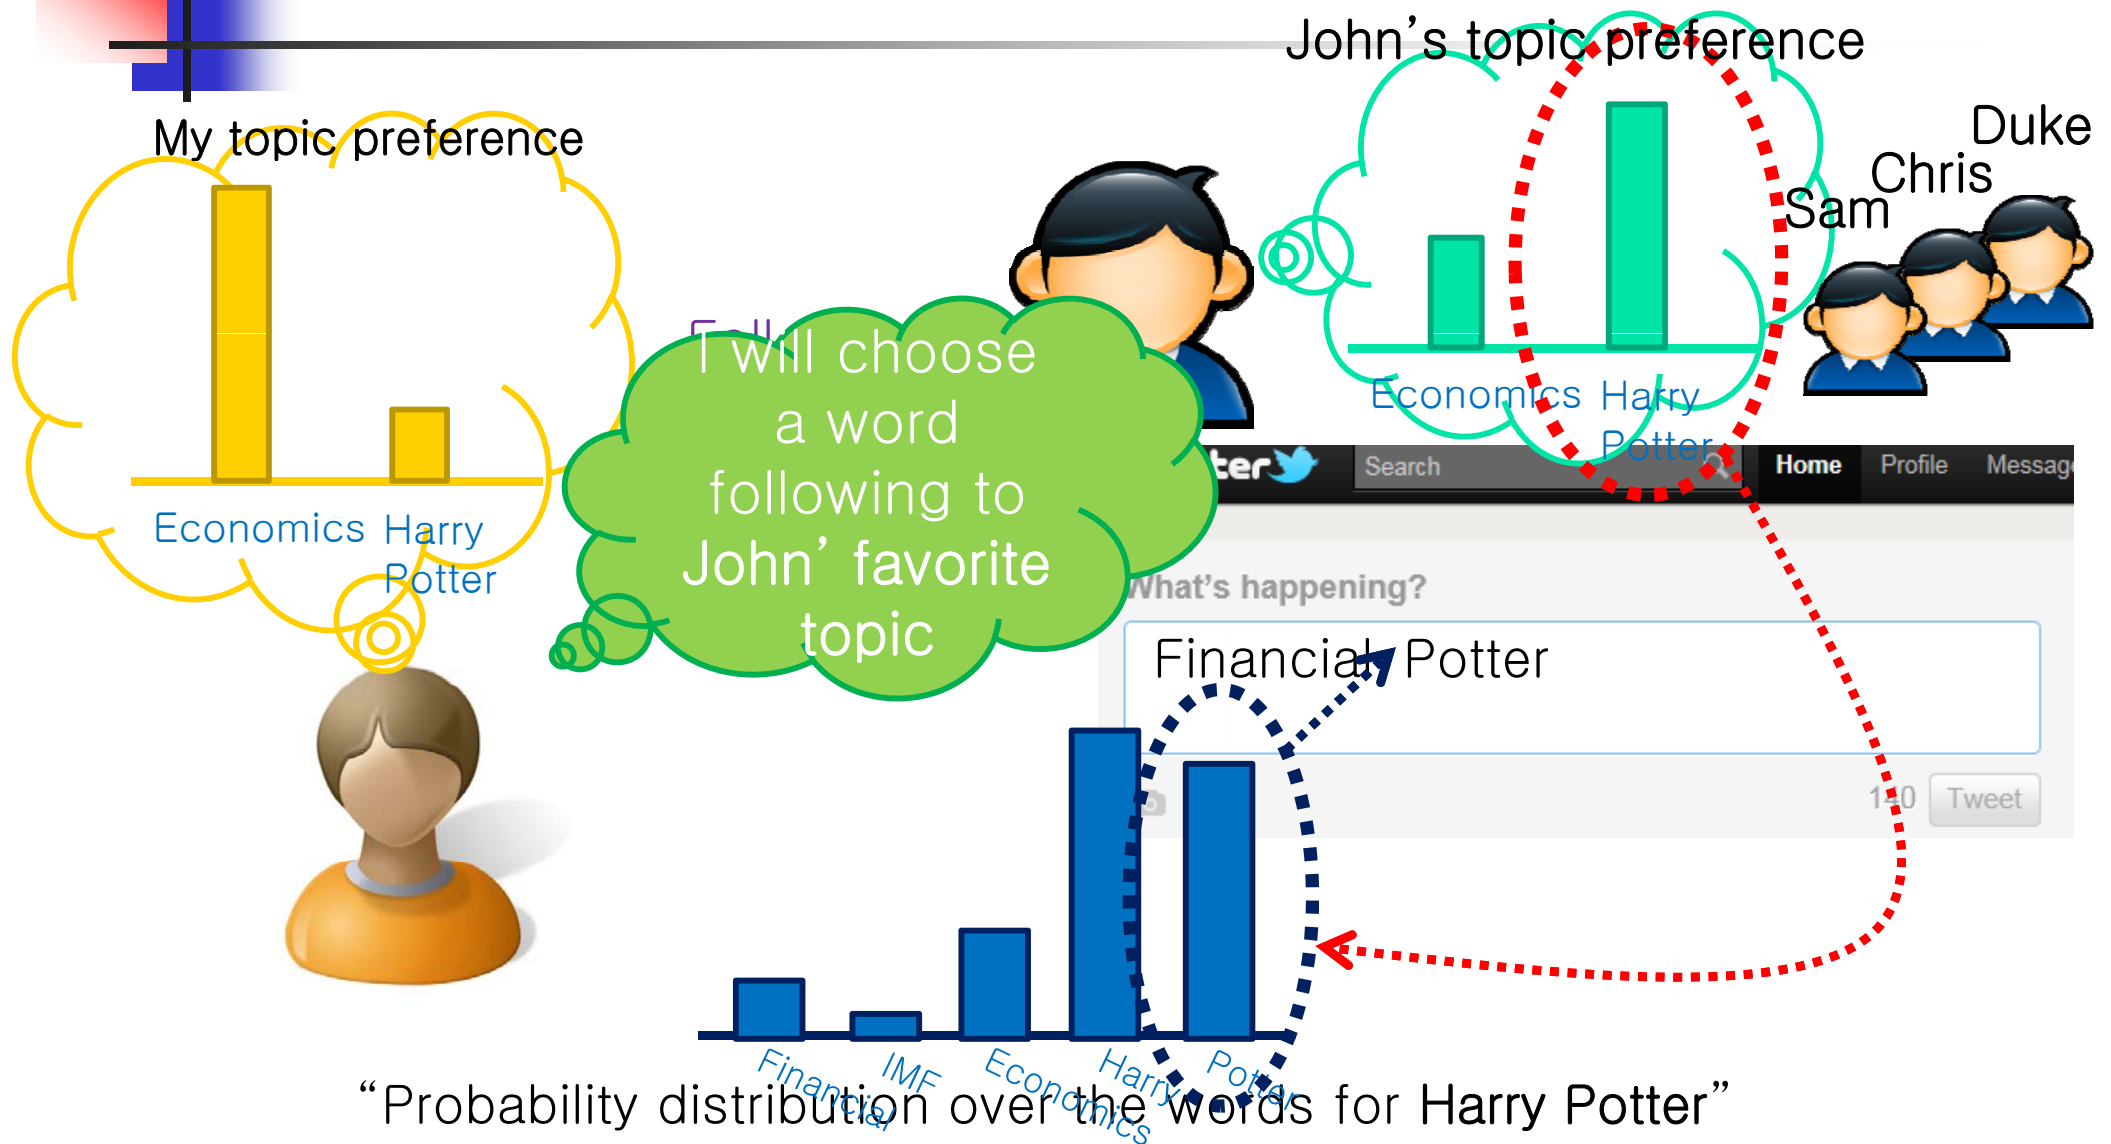 John’s topic preference
My topic preference
Duke
Chris
Sam
I will choose
a word
following to
John’ favorite
topic
Economics Harry
Potter
Economics Harry
Potter
ter
Search
Home Profile Message
What's happening?
Financial Potter
140 Tweet
Financial
IMF
Economics
Harry
Potter
“Probability distribution over the words for Harry Potter”